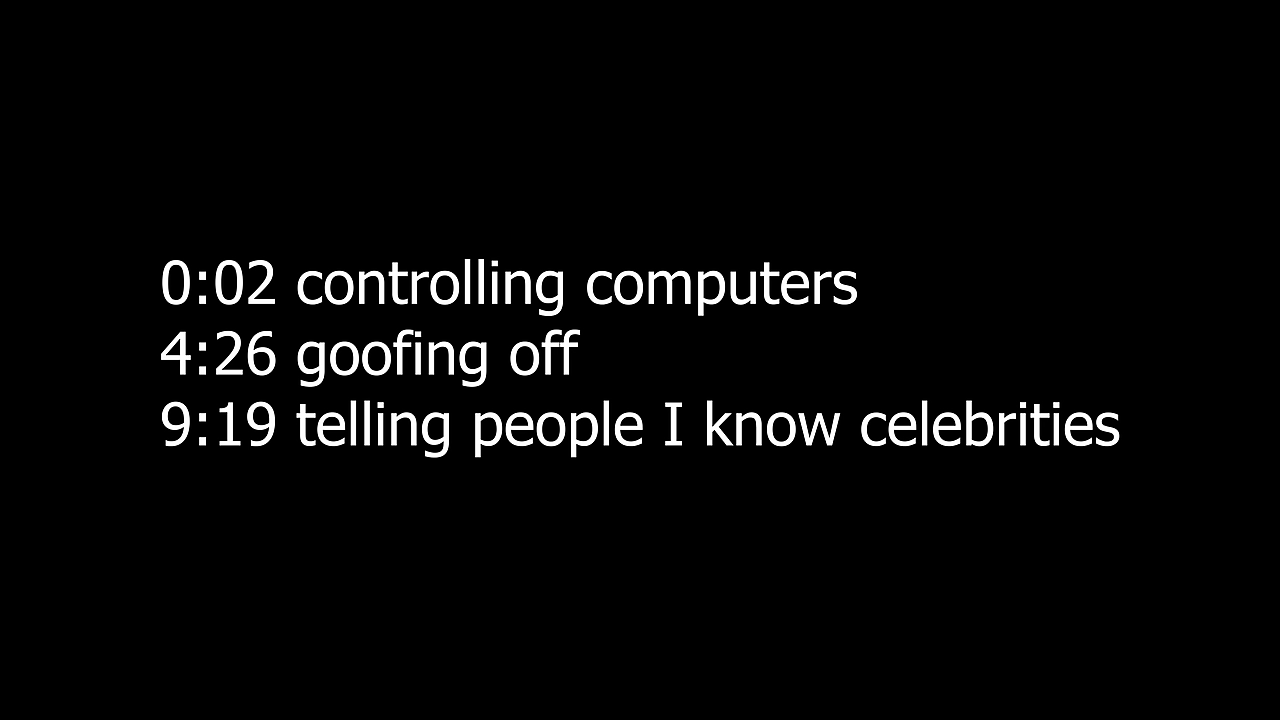 0:02 controlling computers
4:26 goofing off
9:19 telling people I know celebrities